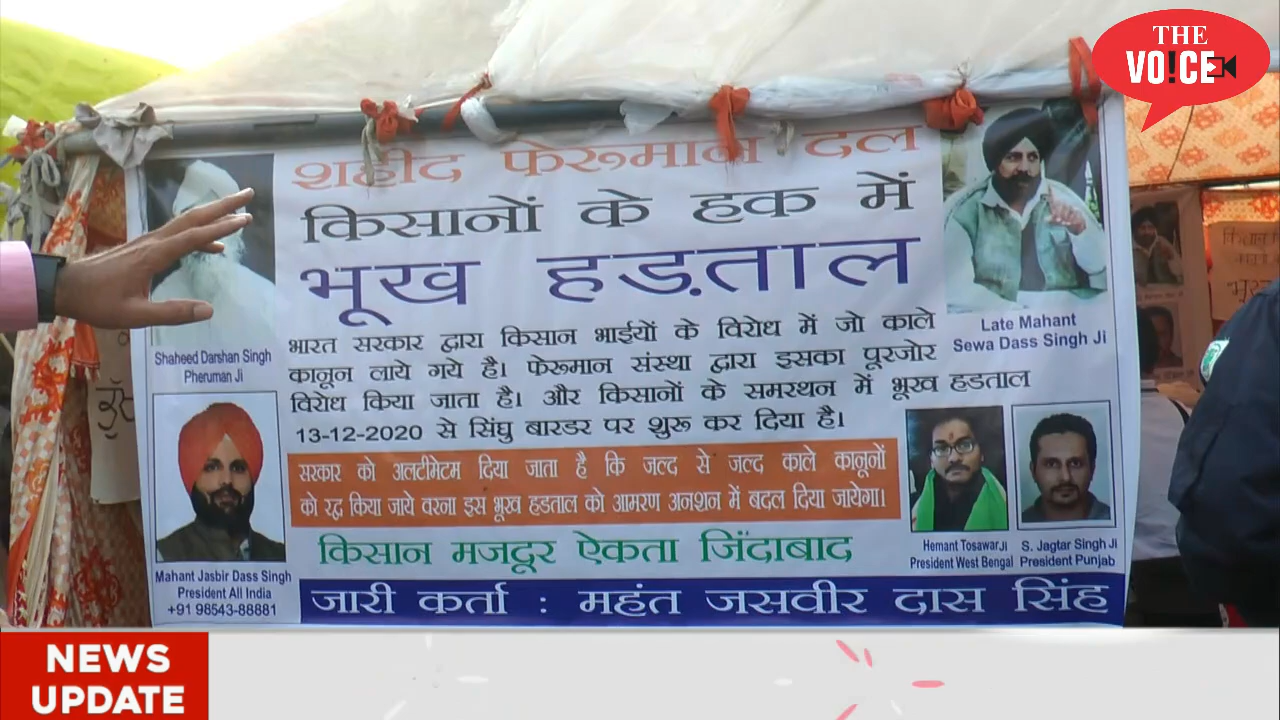 THE
VO!CE
शहीद फेरूमान दल
किसानों के हक में
भूख हड़ताल
भारत सरकार द्वारा किसान भाईयों के विरोध में जो काले
कानून लाये गये है। फेरूमान संस्था द्वारा इसका पूरजोर
विरोध किया जाता है। और किसानों के समरथन में भूख हडताल
13-12-2020 से सिंघु बारडर पर शुरू कर दिया है।
सरकार को अलटीमेटम दिया जाता है कि जल्द से जल्द काले कानूनों
को रद्ध किया जाये वरना इस भूख हडताल को आमरण अनशन में बदल दिया जायेगा।
किसान मजदूर ऐकता जिंदाबाद
जारी कर्ता : महंत जसवीर दास सिंह
Shaheed Darshan Singh
Pheruman Ji
Late Mahant
Sewa Dass Singh Ji
Mahant Jasbir Dass Singh
President All India
+91 98543-88881
Hemant Tosawar Ji
President West Bengal
S. Jagtar Singh Ji
President Punjab
NEWS
UPDATE